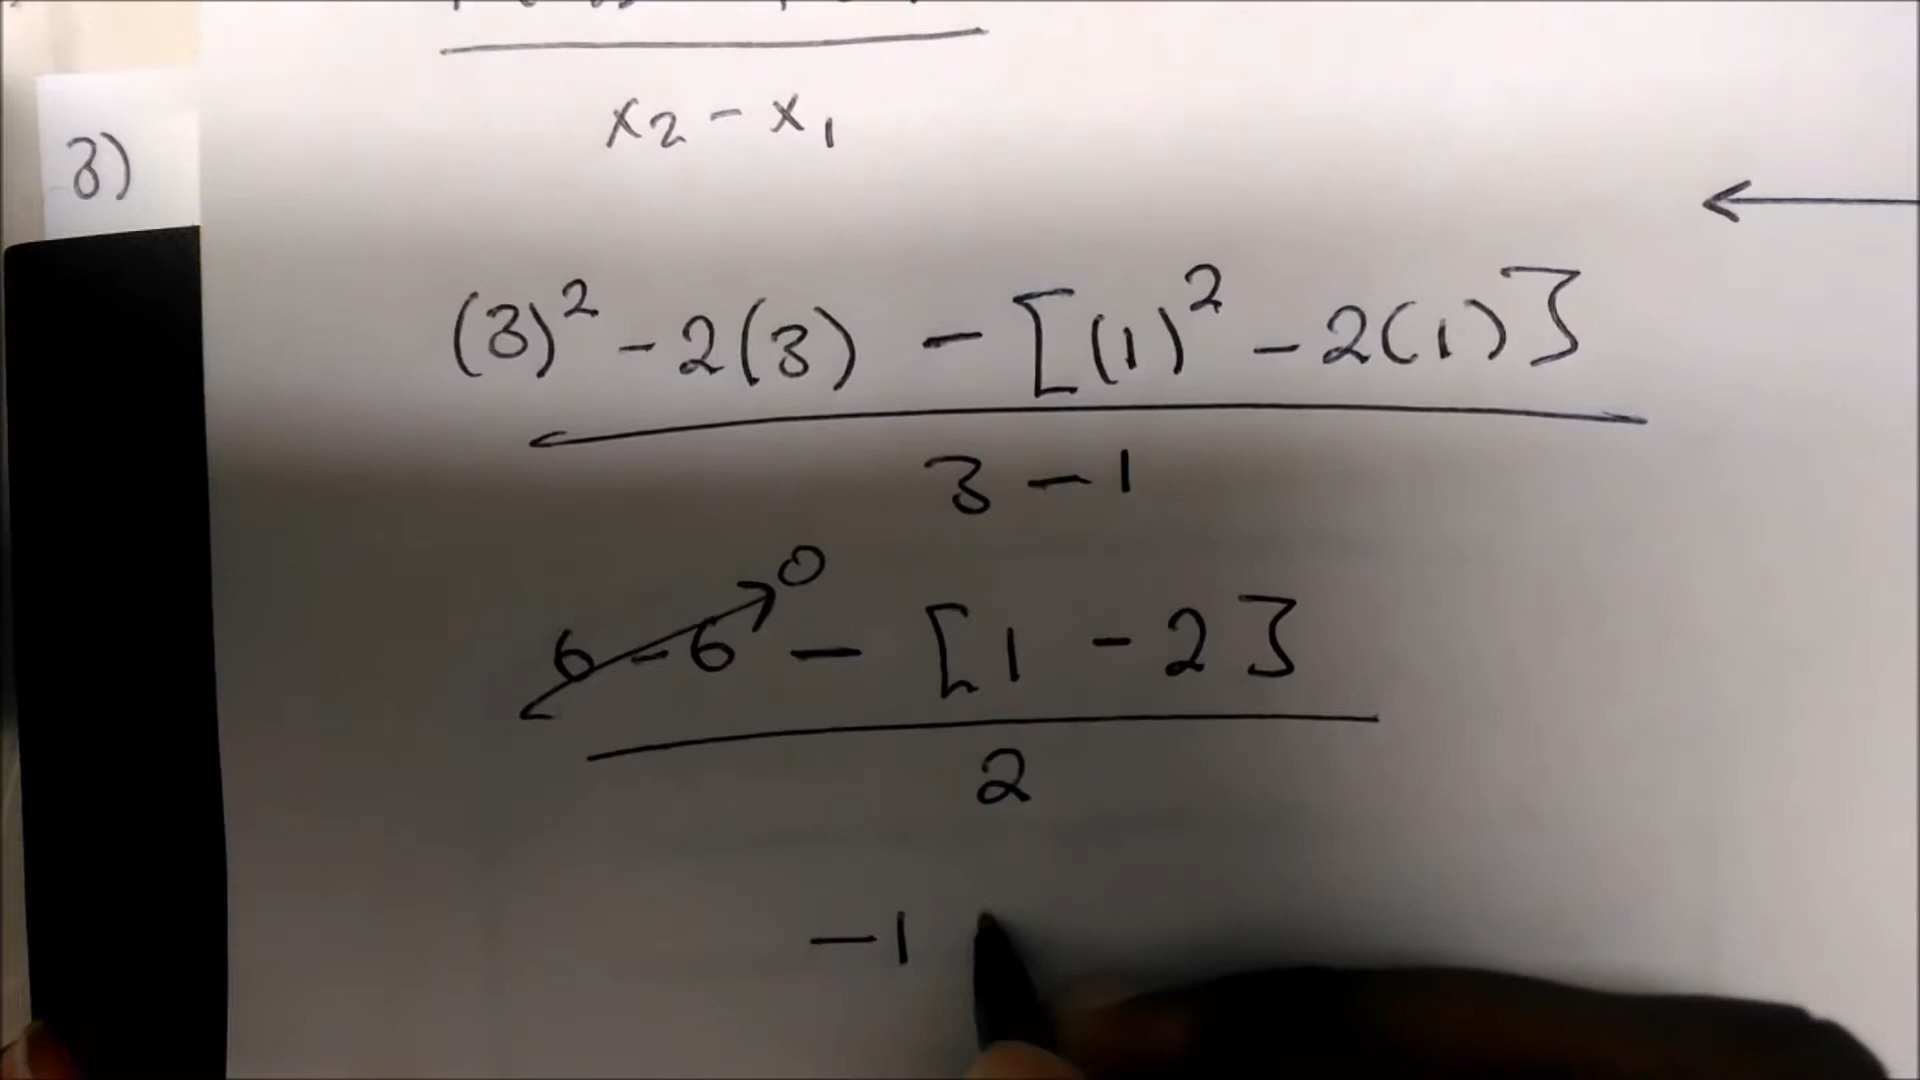 x₂ - x₁
3)
(3)² - 2(3) - [(1)² - 2(1)]
3 - 1
0
6 - 6 - [1 - 2]
2
-1